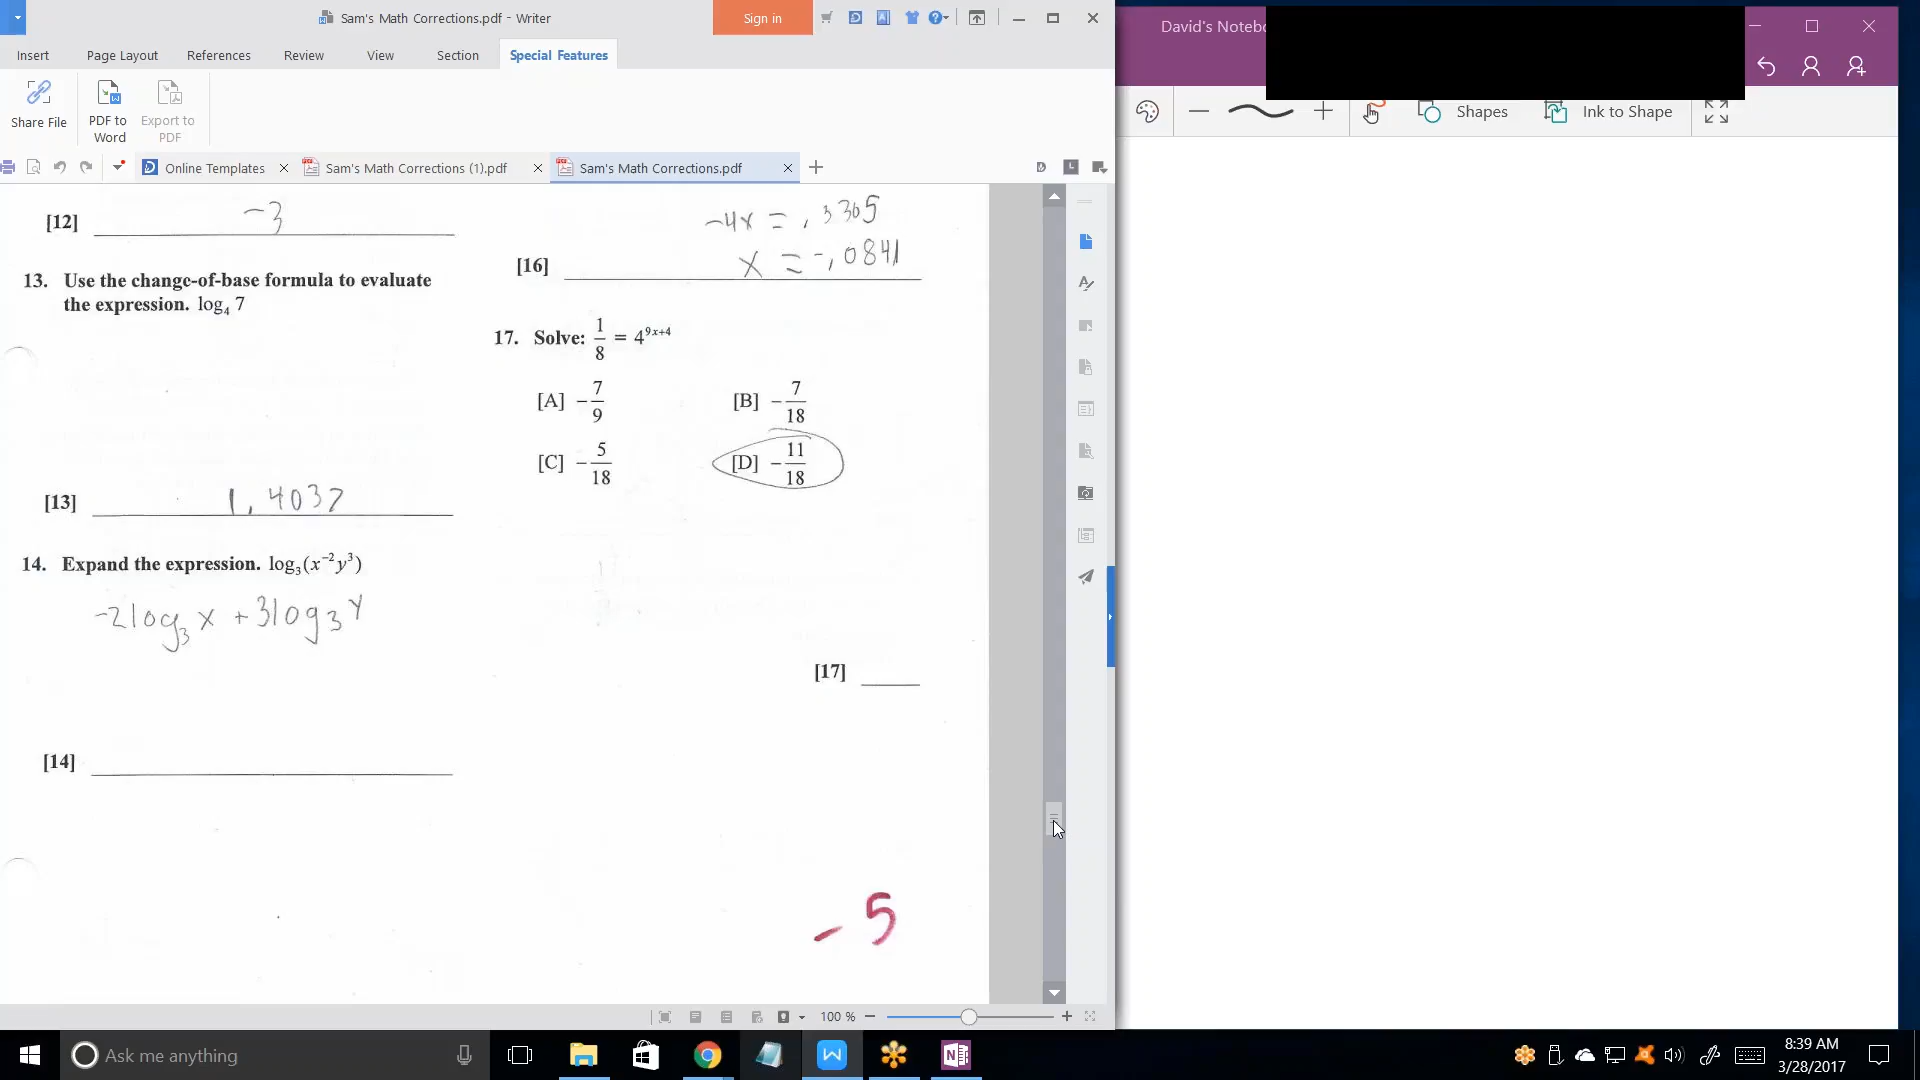 Sam's Math Corrections.pdf - Writer
Sign in
David's Notebo
Insert
Page Layout
References
Review
View
Section
Special Features
Share File
PDF to Word
Export to PDF
Shapes
Ink to Shape
Online Templates
Sam's Math Corrections (1).pdf
Sam's Math Corrections.pdf
[12] -3
13. Use the change-of-base formula to evaluate
the expression. log₄ 7
[13] 1.4037
14. Expand the expression. log₃(x⁻²y³)
-2log₃x + 3log₃y
[14]
-4x = .3365
x = -.0841
[16]
17. Solve: 1/8 = 4^(9x+4)
[A] -7/9
[B] -7/18
[C] -5/18
[D] -11/18
[17]
-5
100 %
Ask me anything
8:39 AM
3/28/2017